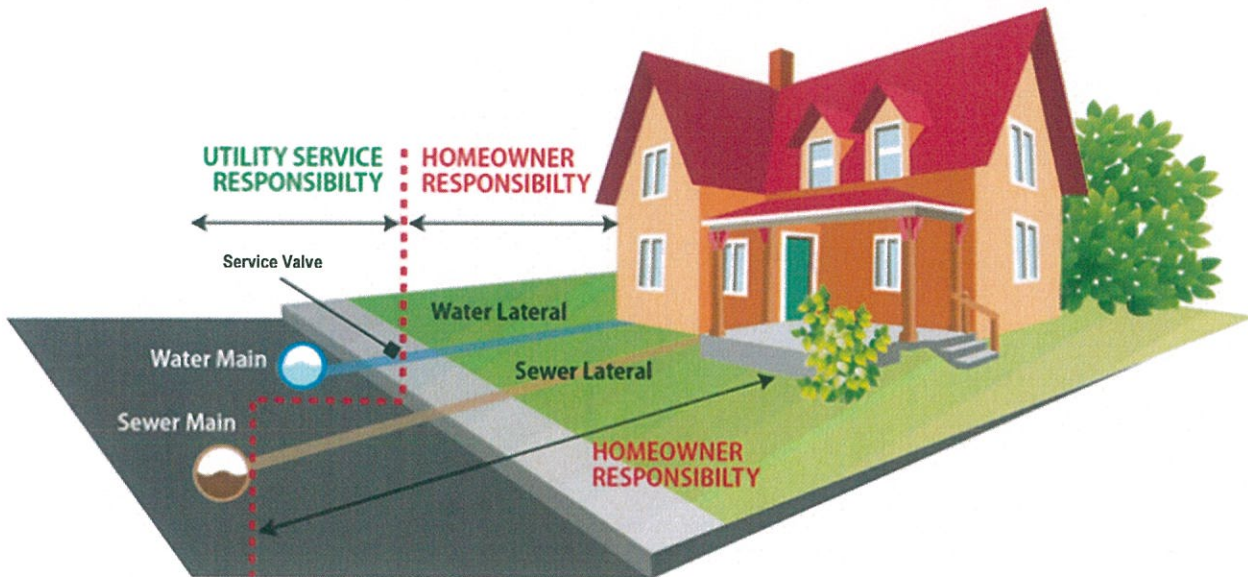 UTILITY SERVICE
RESPONSIBILTY
HOMEOWNER
RESPONSIBILTY
Service Valve
Water Lateral
Water Main
Sewer Lateral
Sewer Main
HOMEOWNER
RESPONSIBILTY